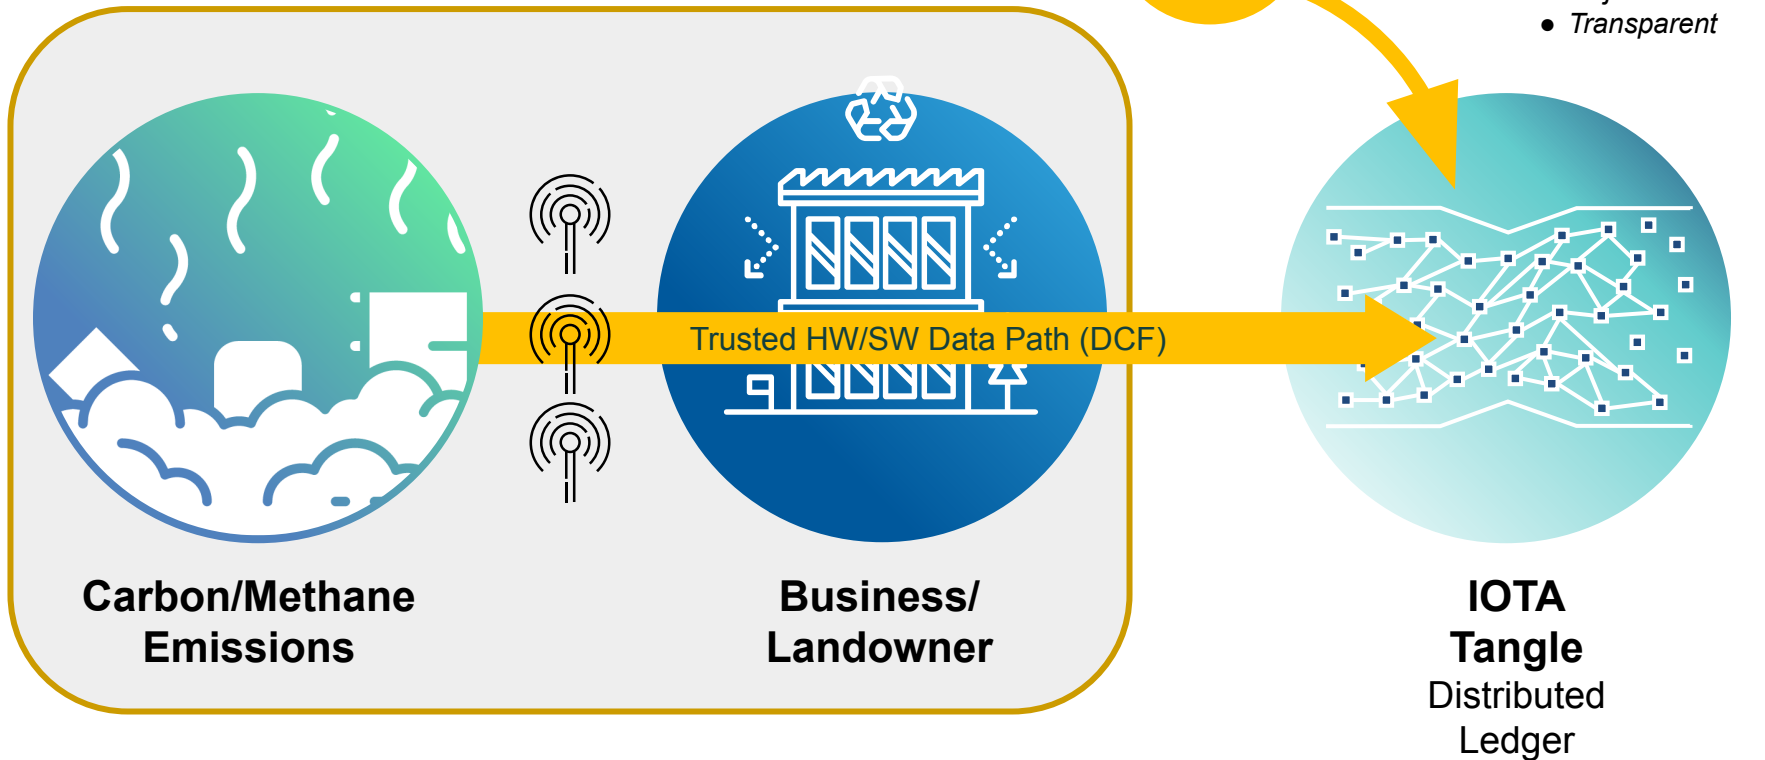 ● Transparent
Trusted HW/SW Data Path (DCF)
Carbon/Methane
Emissions
Business/
Landowner
IOTA
Tangle
Distributed
Ledger